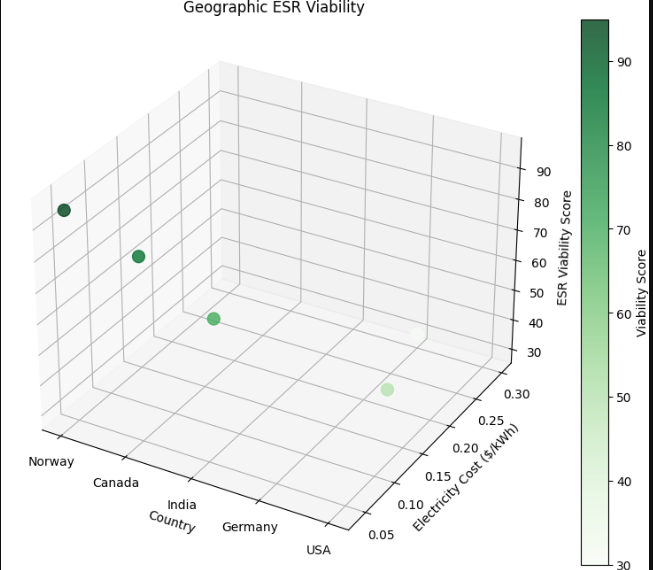 Geographic ESR Viability
90
80
70
60
50
40
30
ESR Viability Score
0.30
0.25
0.20
0.15
0.10
0.05
Electricity Cost ($/kWh)
Norway
Canada
India
Germany
USA
Country
90
80
70
60
50
40
30
Viability Score